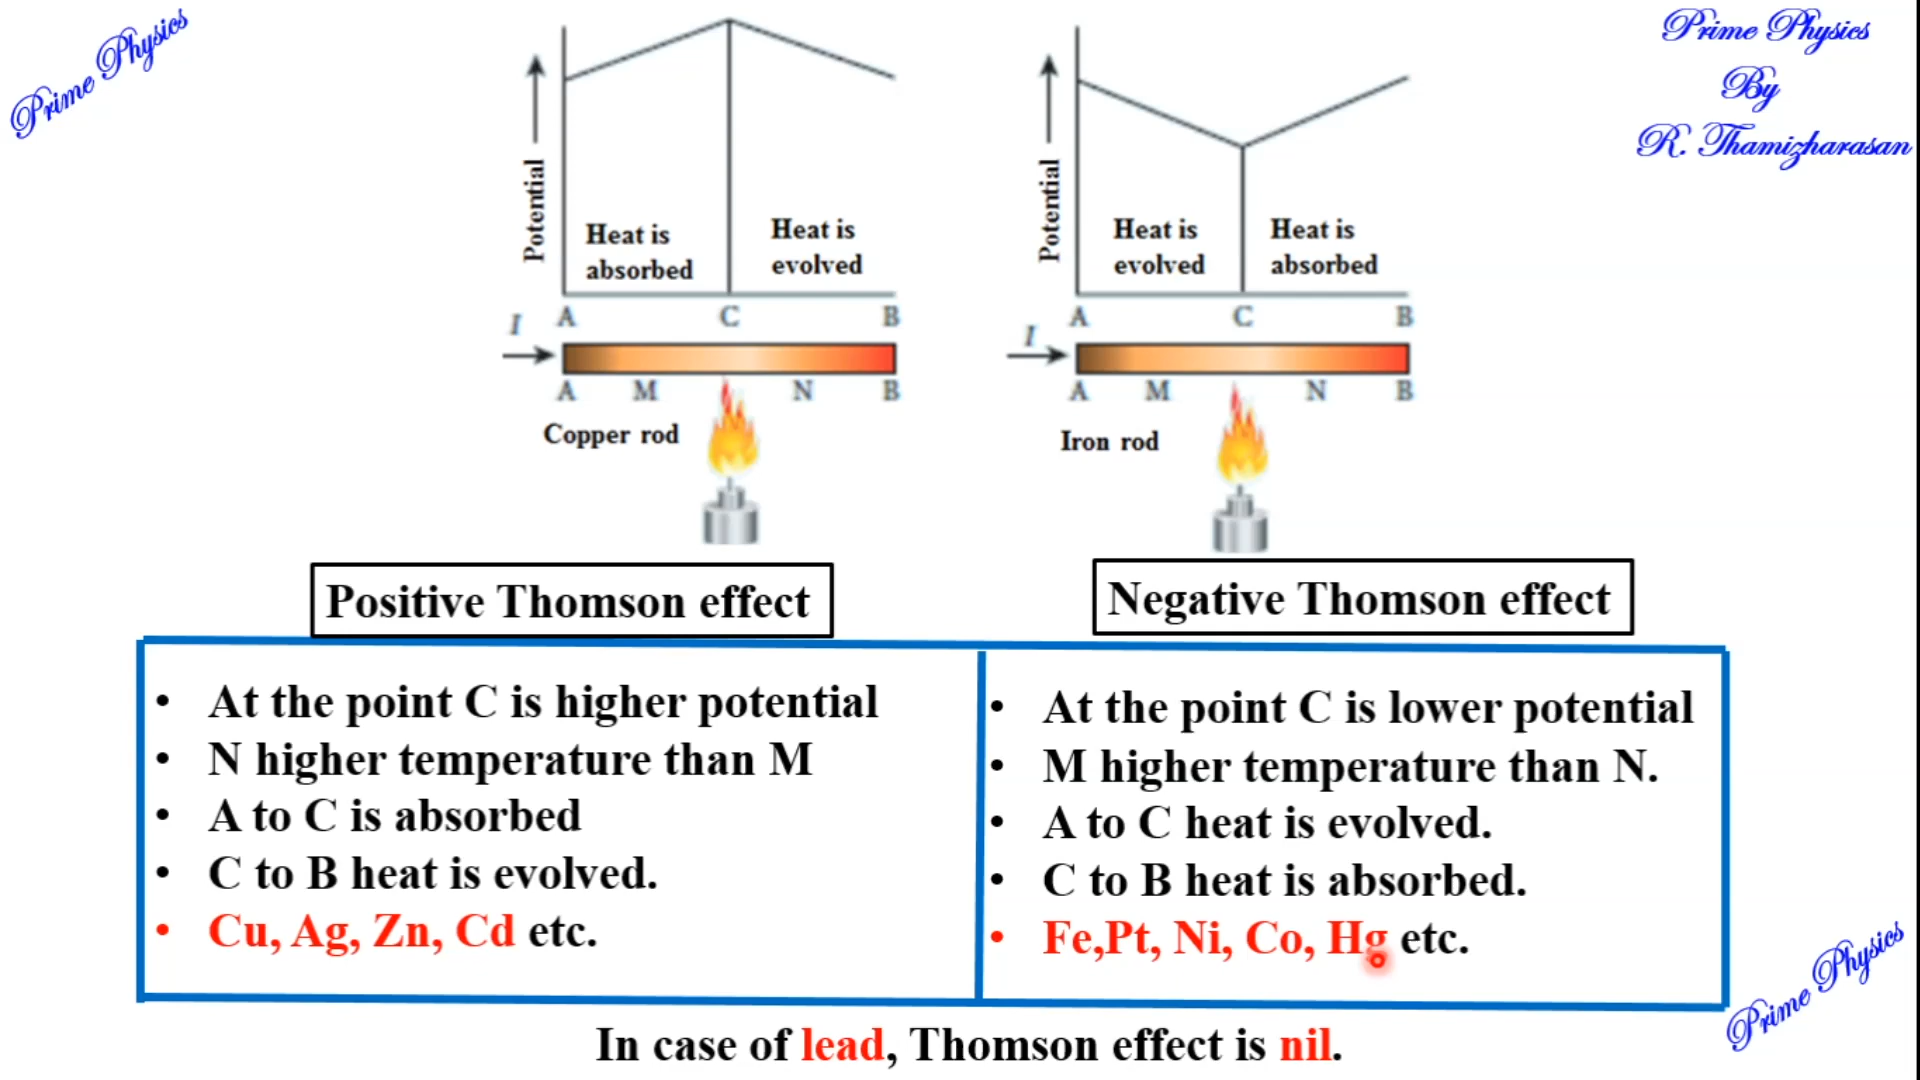 Prime Physics
Prime Physics
By
R. Thamizharasan
Potential
Heat is
absorbed
Heat is
evolved
A C B
I
A M N B
Copper rod
Potential
Heat is
evolved
Heat is
absorbed
A C B
I
A M N B
Iron rod
Positive Thomson effect
• At the point C is higher potential
• N higher temperature than M
• A to C is absorbed
• C to B heat is evolved.
• Cu, Ag, Zn, Cd etc.
Negative Thomson effect
• At the point C is lower potential
• M higher temperature than N.
• A to C heat is evolved.
• C to B heat is absorbed.
• Fe,Pt, Ni, Co, Hg etc.
In case of lead, Thomson effect is nil.
Prime Physics